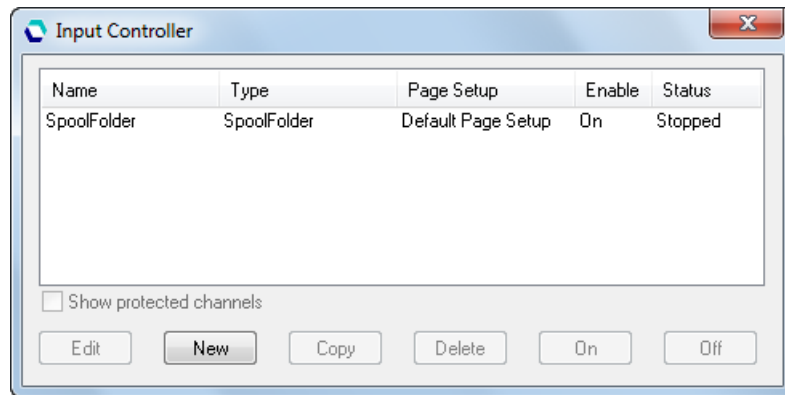 Input Controller
Name Type Page Setup Enable Status
SpoolFolder SpoolFolder Default Page Setup On Stopped
Show protected channels
Edit New Copy Delete On Off